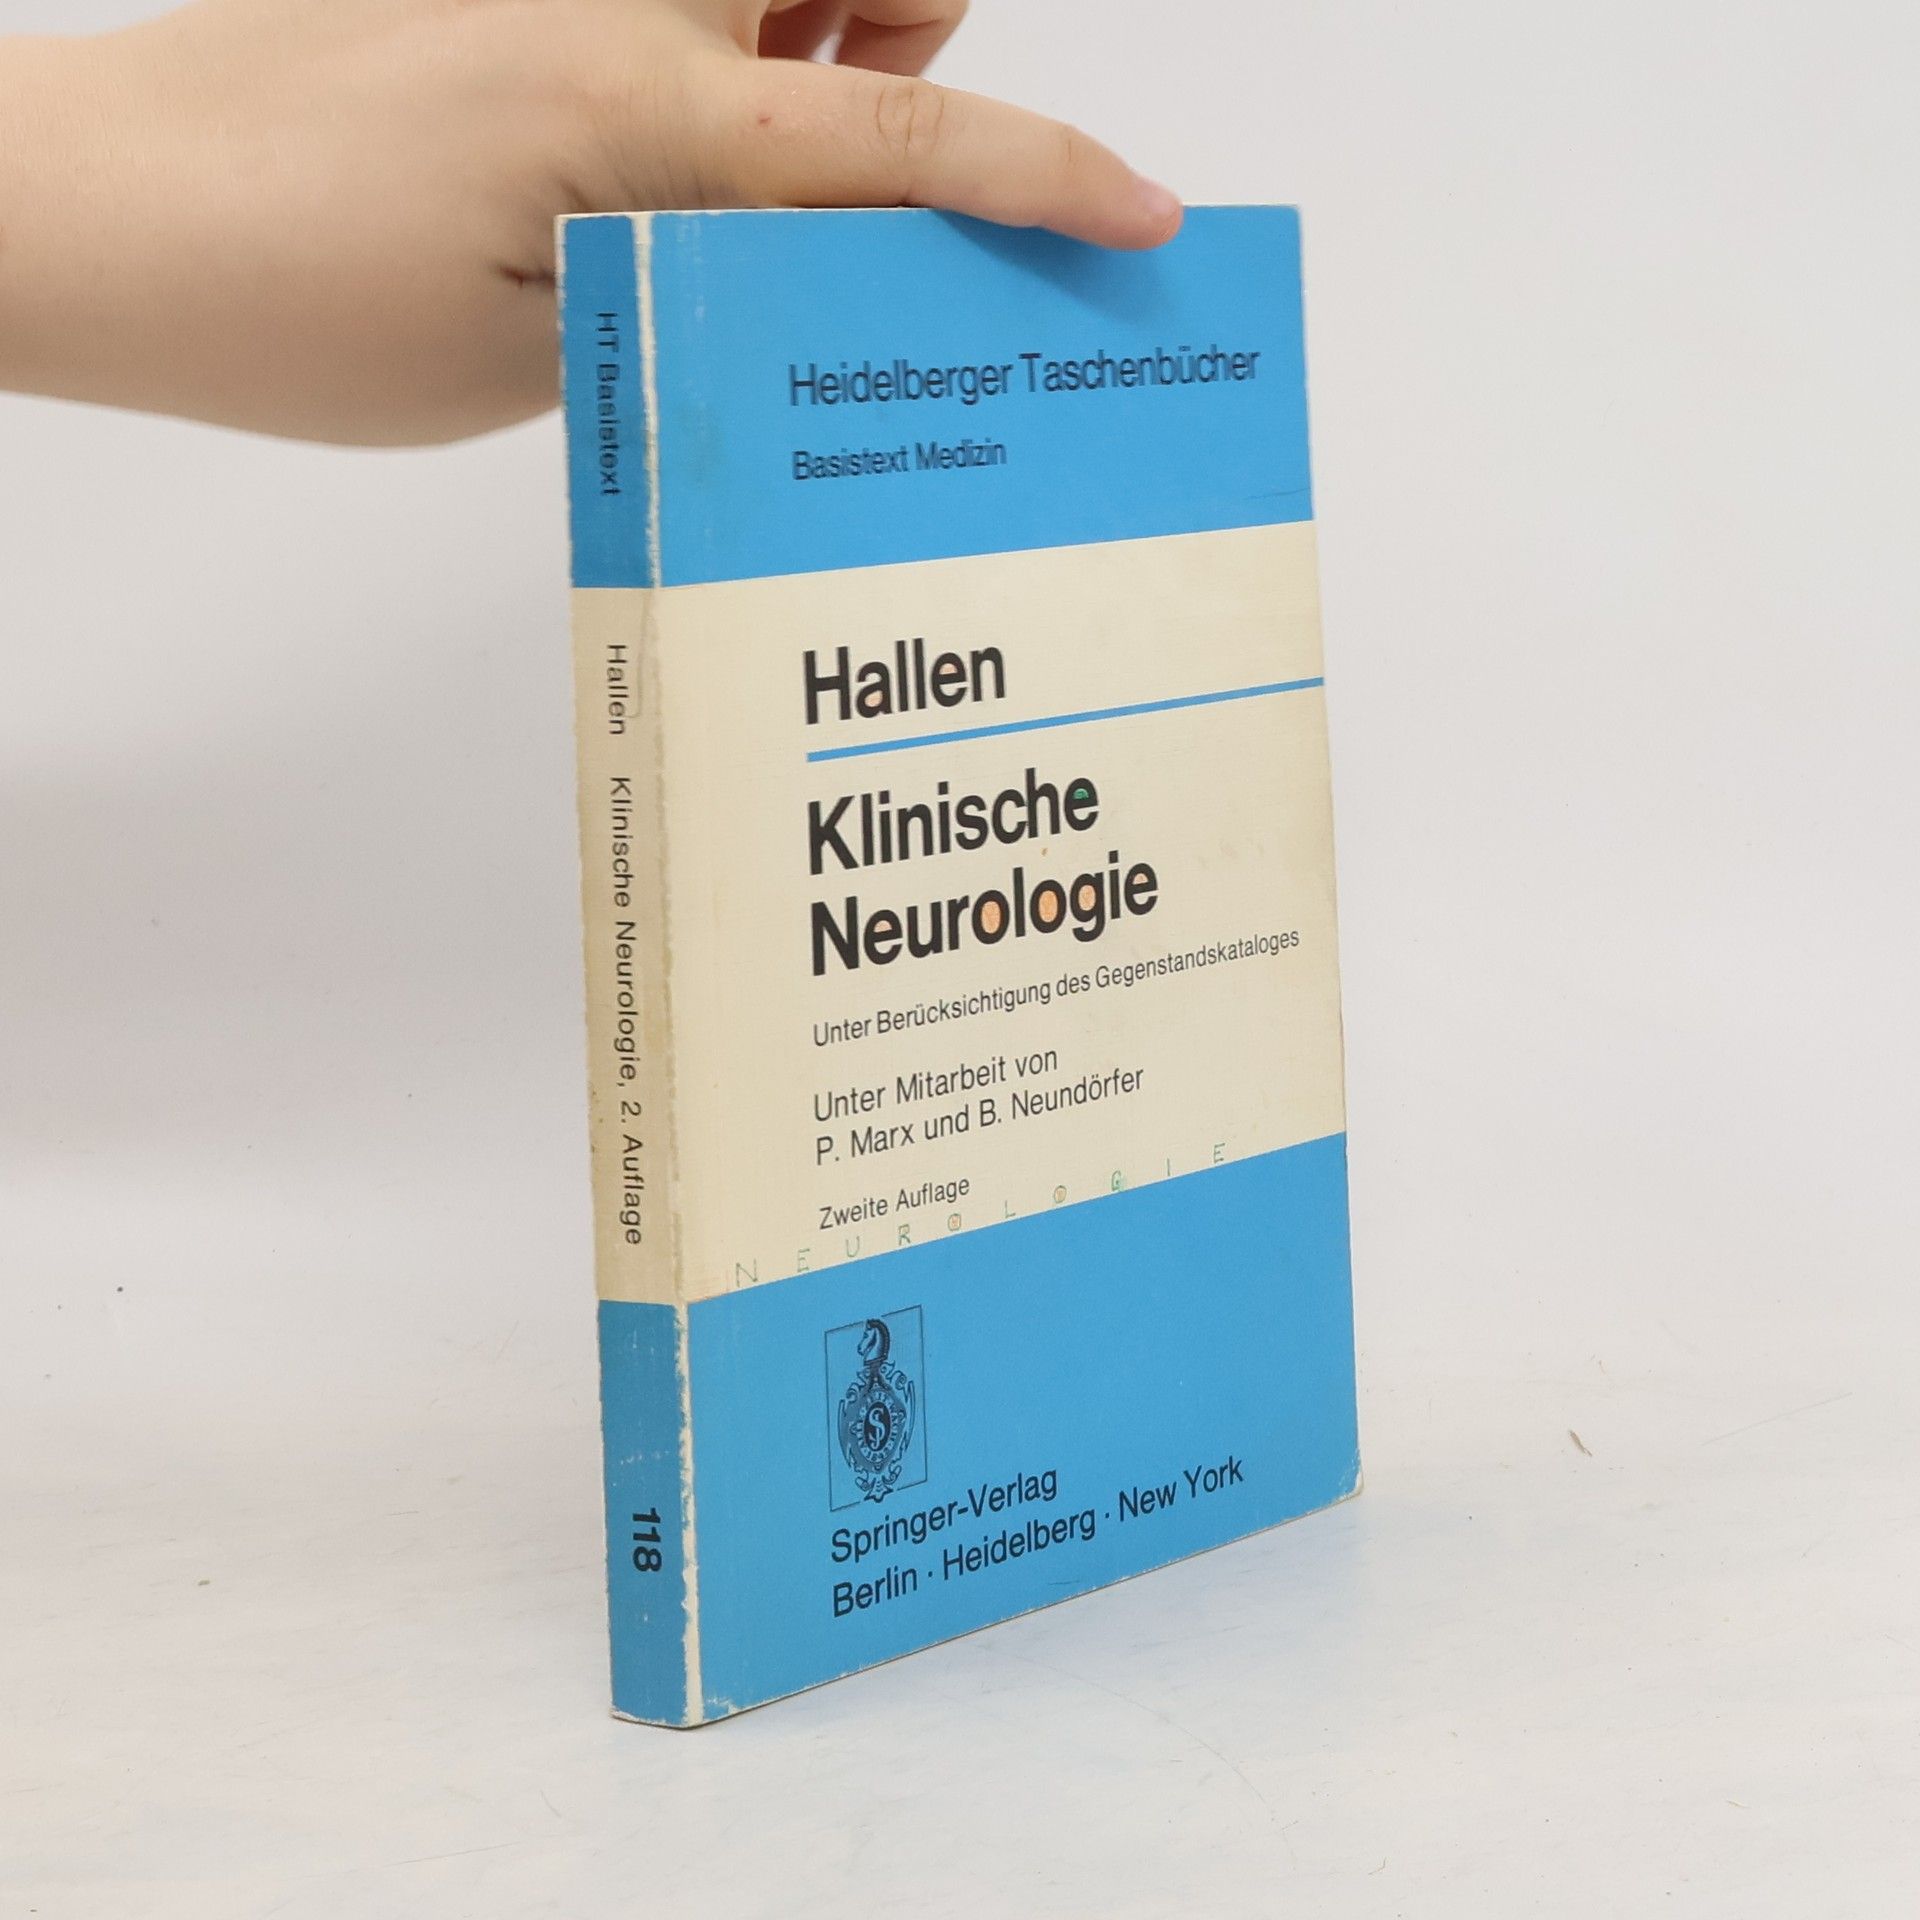 HT Basistext
Hallen Klinische Neurologie, 2. Auflage
118
Heidelberger Taschenbücher
Basistext Medizin
Hallen
Klinische
Neurologie
Unter Berücksichtigung des Gegenstandskataloges
Unter Mitarbeit von
P. Marx und B. Neundörfer
Zweite Auflage
NEUROLOGIE
Springer-Verlag
Berlin · Heidelberg · New York